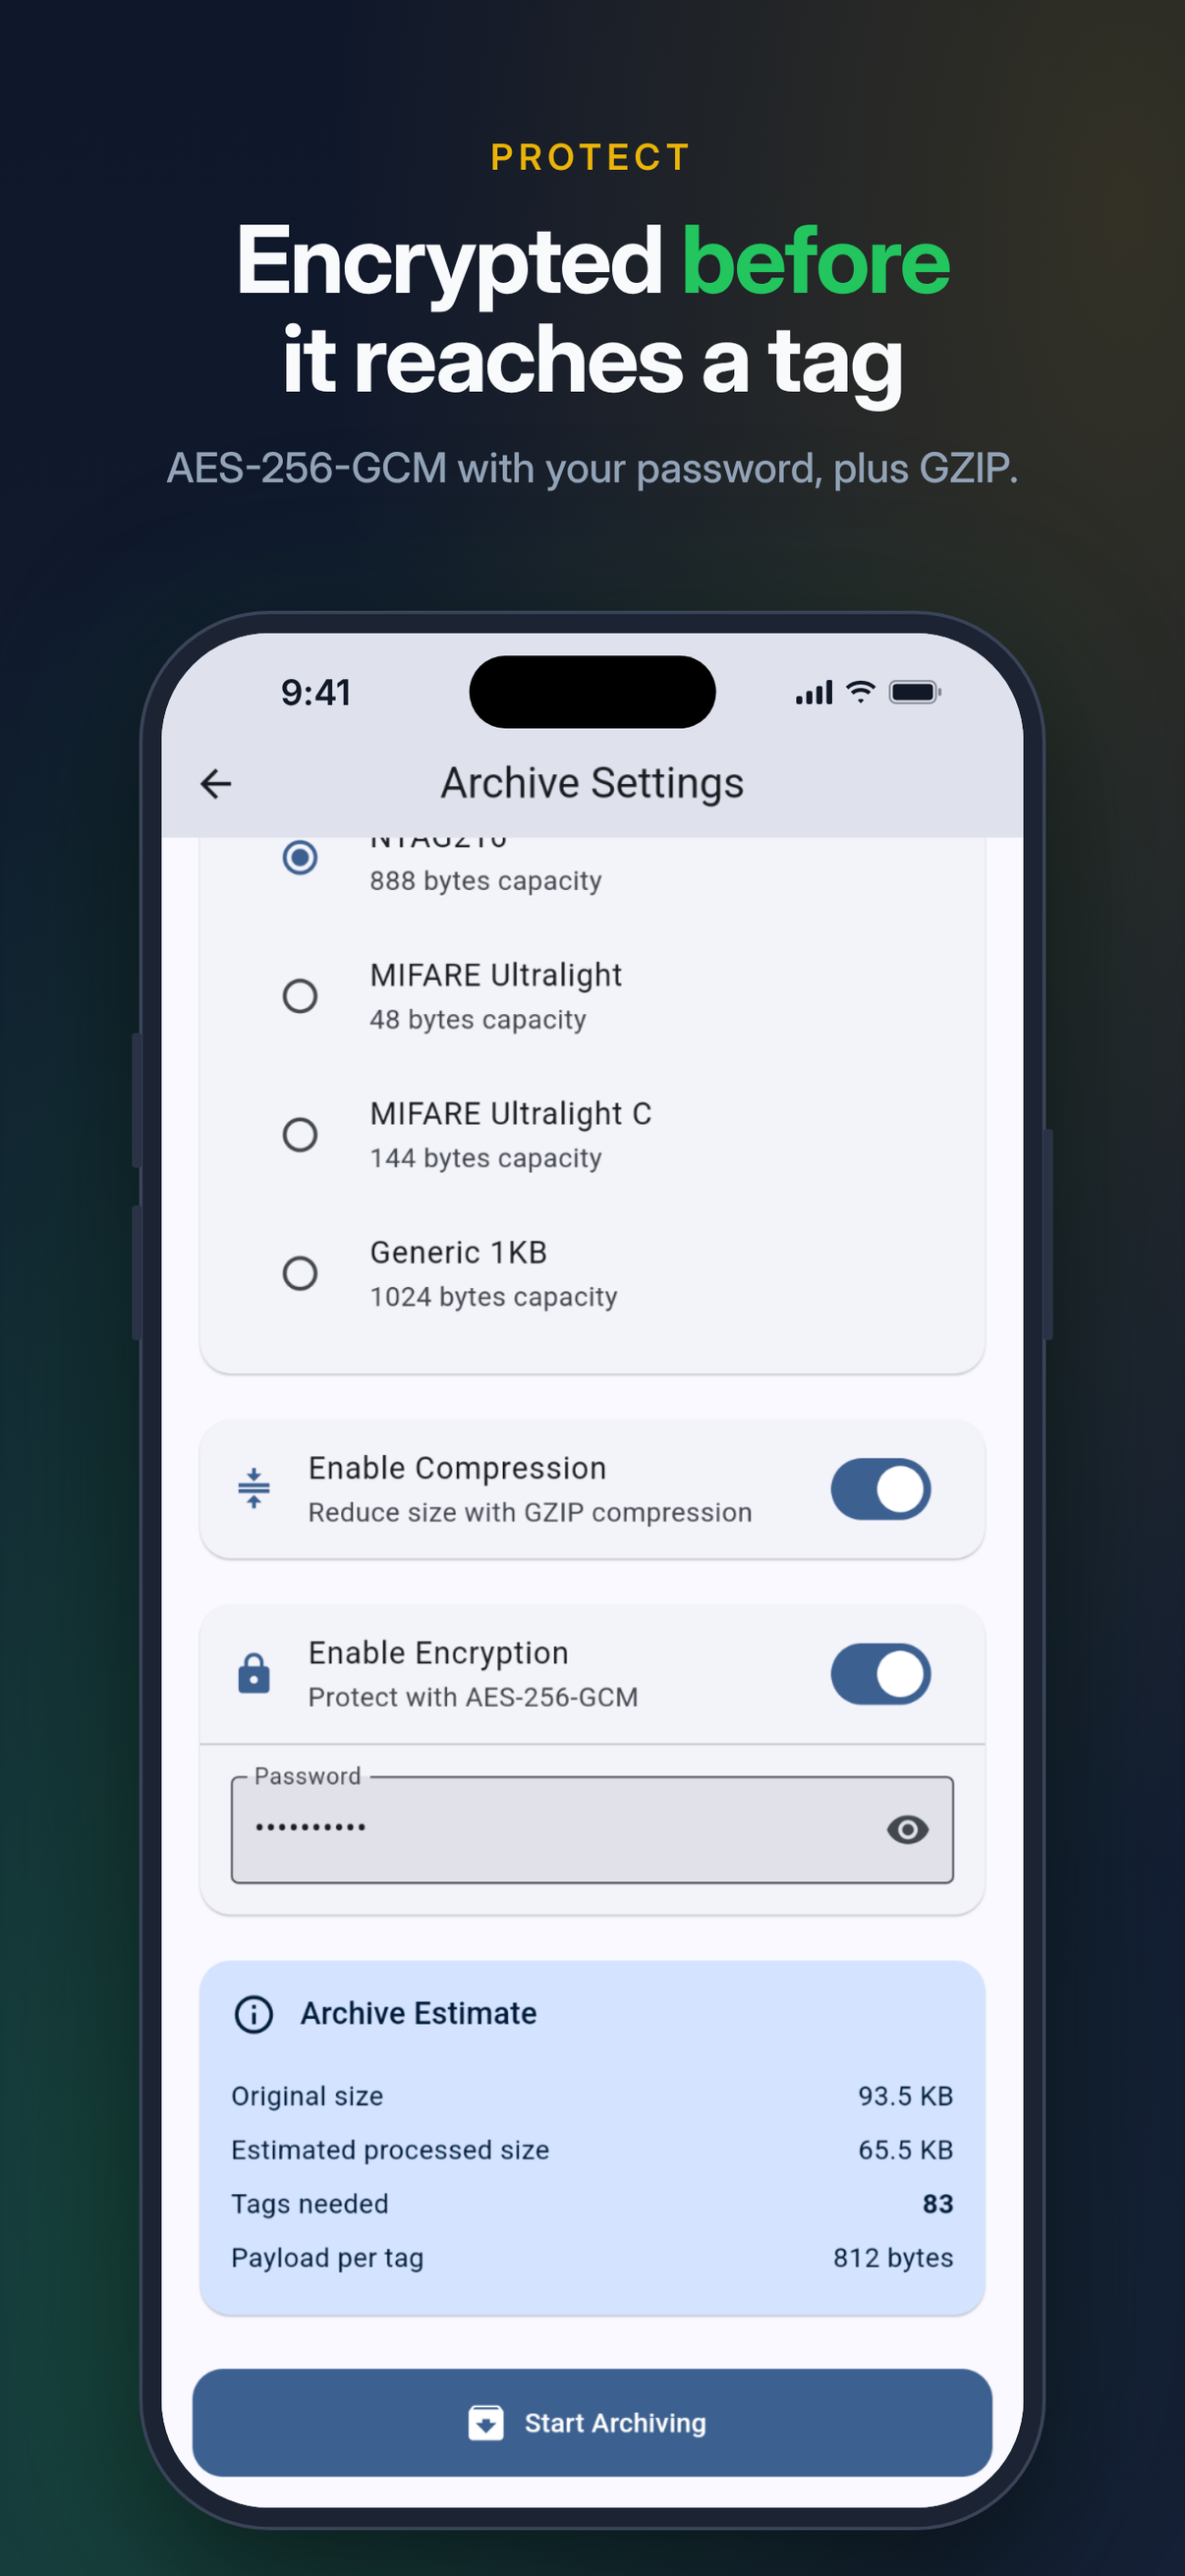 PROTECT
Encrypted before
it reaches a tag
AES-256-GCM with your password, plus GZIP.
9:41
Archive Settings
NTAG216
888 bytes capacity
MIFARE Ultralight
48 bytes capacity
MIFARE Ultralight C
144 bytes capacity
Generic 1KB
1024 bytes capacity
Enable Compression
Reduce size with GZIP compression
Enable Encryption
Protect with AES-256-GCM
Password
••••••••••
Archive Estimate
Original size 93.5 KB
Estimated processed size 65.5 KB
Tags needed 83
Payload per tag 812 bytes
Start Archiving